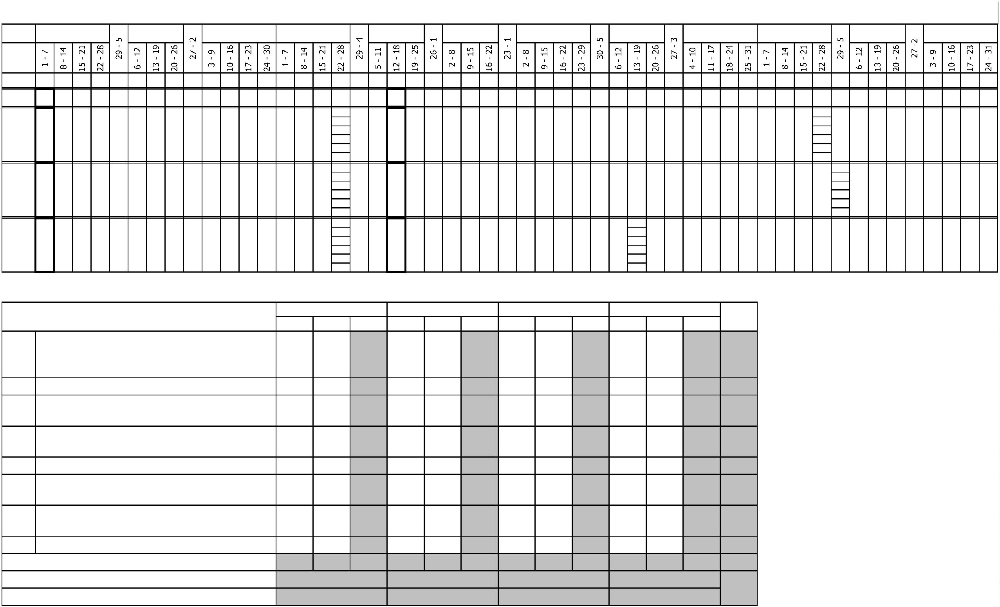 1 - 7
8 - 14
15 - 21
22 - 28
29 - 5
6 - 12
13 - 19
20 - 26
27 - 2
3 - 9
10 - 16
17 - 23
24 - 30
1 - 7
8 - 14
15 - 21
22 - 28
29 - 4
5 - 11
12 - 18
19 - 25
26 - 1
2 - 8
9 - 15
16 - 22
23 - 1
2 - 8
9 - 15
16 - 22
23 - 29
30 - 5
6 - 12
13 - 19
20 - 26
27 - 3
4 - 10
11 - 17
18 - 24
25 - 31
1 - 7
8 - 14
15 - 21
22 - 28
29 - 5
6 - 12
13 - 19
20 - 26
27 - 2
3 - 9
10 - 16
17 - 23
24 - 31